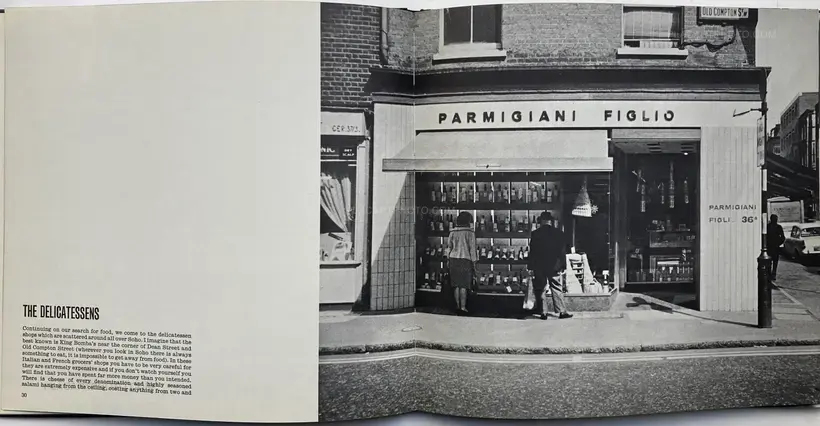 THE DELICATESSENS
Continuing on our search for food, we come to the delicatessen
shops which are scattered around all over Soho. I imagine that the
best known is King Bomba's near the corner of Dean Street and
Old Compton Street (wherever you look in Soho there is always
something to eat, it is impossible to get away from food). In these
Italian and French grocers' shops you have to be very careful for
they are extremely expensive and if you don't watch yourself you
will find that you have spent far more money than you intended.
There is cheese of every denomination and highly seasoned
salami hanging from the ceiling, costing anything from two and
30
OLD COMPTON ST
PARMIGIANI FIGLIO
PARMIGIANI
FIGLI 36A